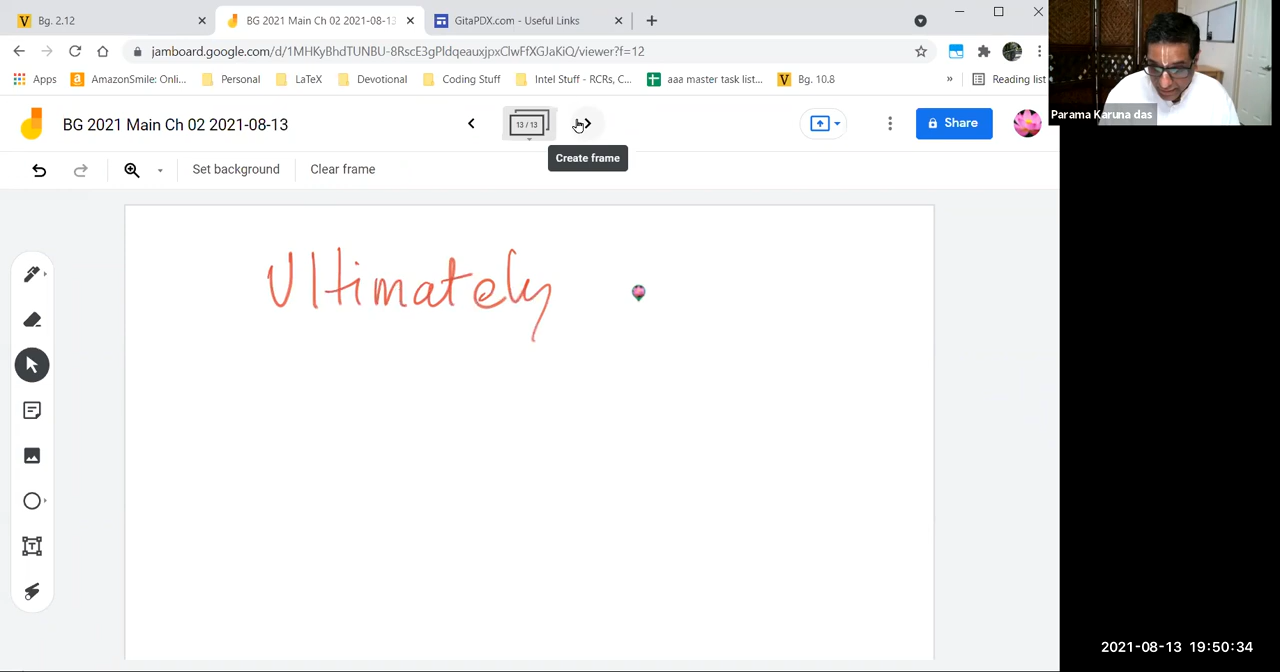 Bg. 2.12
BG 2021 Main Ch 02 2021-08-13
GitaPDX.com - Useful Links
jamboard.google.com/d/1MHKyBhdTUNBU-8RscE3gPldqeauxjpxClwFfXGJaKiQ/viewer?f=12
Apps
AmazonSmile: Onli...
Personal
LaTeX
Devotional
Coding Stuff
Intel Stuff - RCRs, C...
aaa master task list...
Bg. 10.8
»
Reading list
Parama Karuna das
BG 2021 Main Ch 02 2021-08-13
13 / 13
Share
Create frame
Set background
Clear frame
Ultimately
2021-08-13 19:50:34